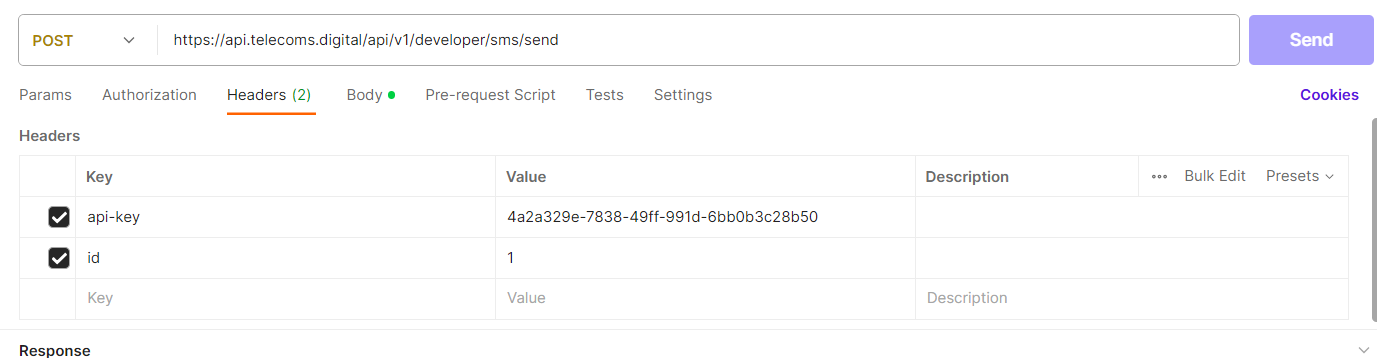 POST https://api.telecoms.digital/api/v1/developer/sms/send Send
Params Authorization Headers (2) Body Pre-request Script Tests Settings Cookies
Headers
Key Value Description ••• Bulk Edit Presets
api-key 4a2a329e-7838-49ff-991d-6bb0b3c28b50
id 1
Key Value Description
Response